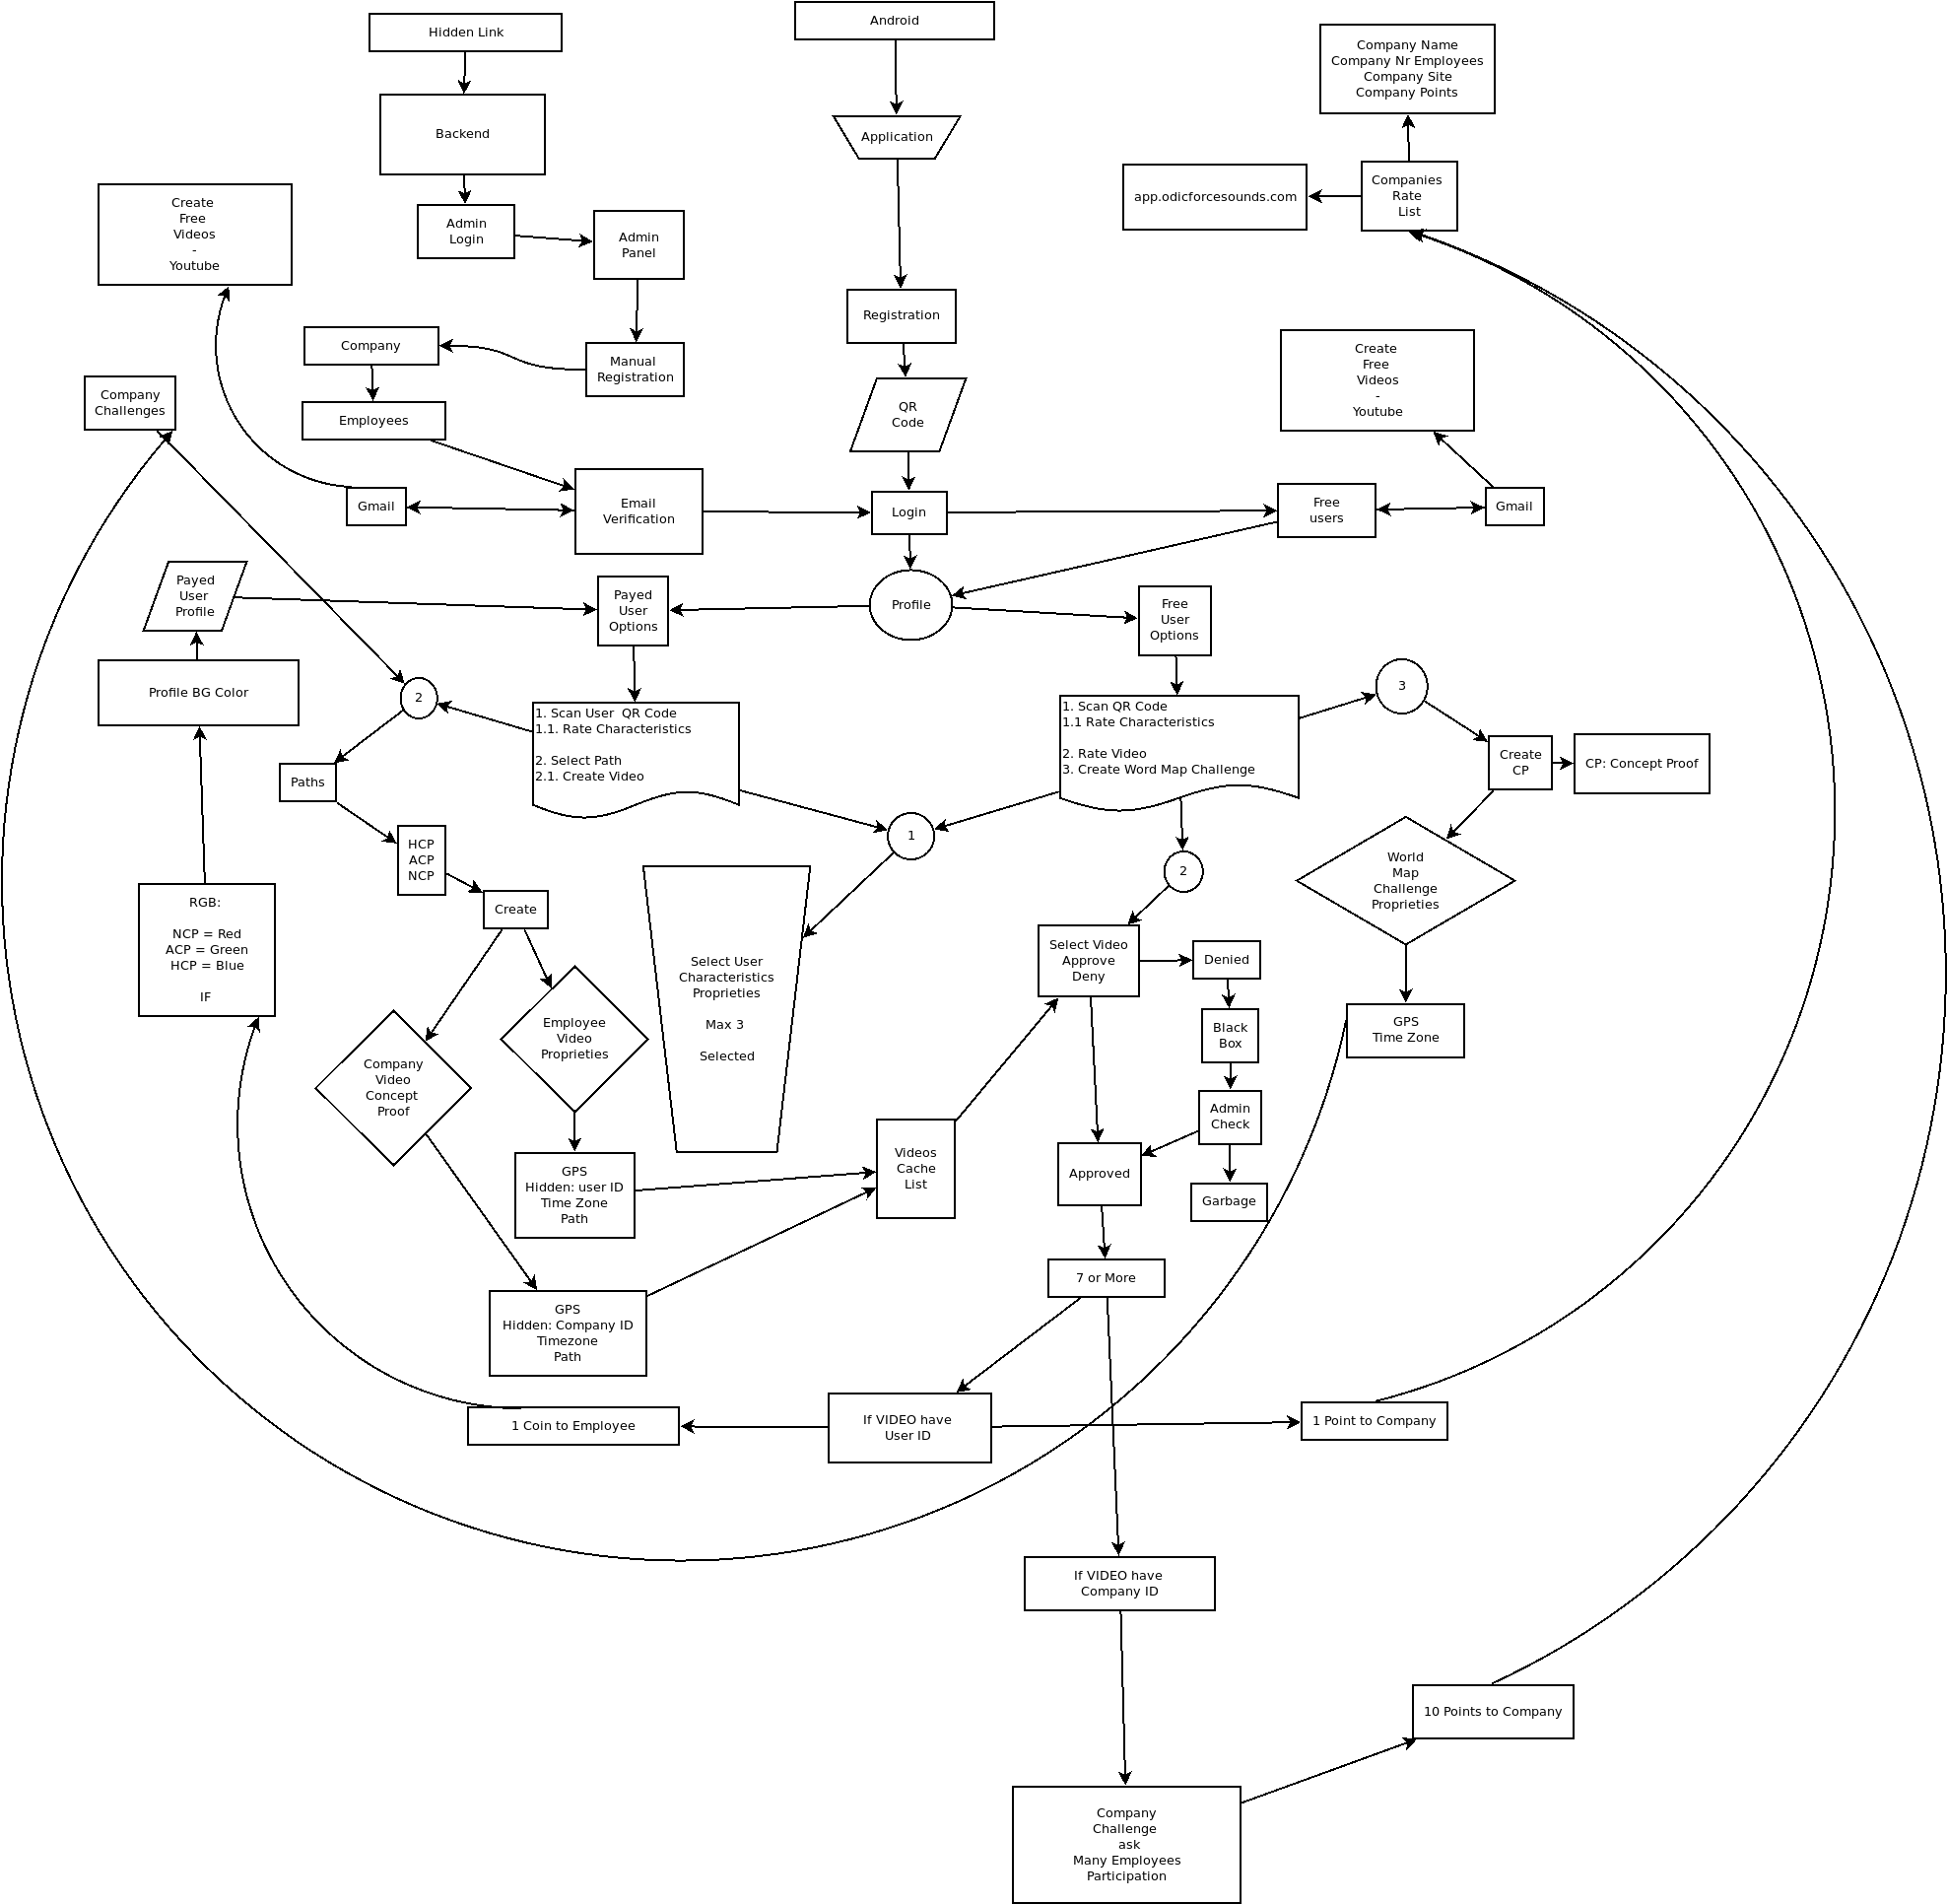 Hidden Link
Android
Company Name
Company Nr Employees
Company Site
Company Points
Backend
Application
Create
Free
Videos
-
Youtube
Admin
Login
Admin
Panel
app.odicforcesounds.com
Companies
Rate
List
Registration
Company
Manual
Registration
Create
Free
Videos
-
Youtube
Company
Challenges
Employees
QR
Code
Gmail
Email
Verification
Login
Free
users
Gmail
Payed
User
Profile
Payed
User
Options
Profile
Free
User
Options
Profile BG Color
2
1. Scan User  QR Code
1.1. Rate Characteristics
2. Select Path
2.1. Create Video
1. Scan QR Code
1.1 Rate Characteristics
2. Rate Video
3. Create Word Map Challenge
3
Create
CP
CP: Concept Proof
Paths
HCP
ACP
NCP
1
2
World
Map
Challenge
Proprieties
RGB:
NCP = Red
ACP = Green
HCP = Blue
IF
Create
Select User
Characteristics
Proprieties
Max 3
Selected
Select Video
Approve
Deny
Denied
Employee
Video
Proprieties
Black
Box
GPS
Time Zone
Company
Video
Concept
Proof
Admin
Check
GPS
Hidden: user ID
Time Zone
Path
Videos
Cache
List
Approved
Garbage
7 or More
GPS
Hidden: Company ID
Timezone
Path
1 Coin to Employee
If VIDEO have
User ID
1 Point to Company
If VIDEO have
Company ID
10 Points to Company
Company
Challenge
ask
Many Employees
Participation